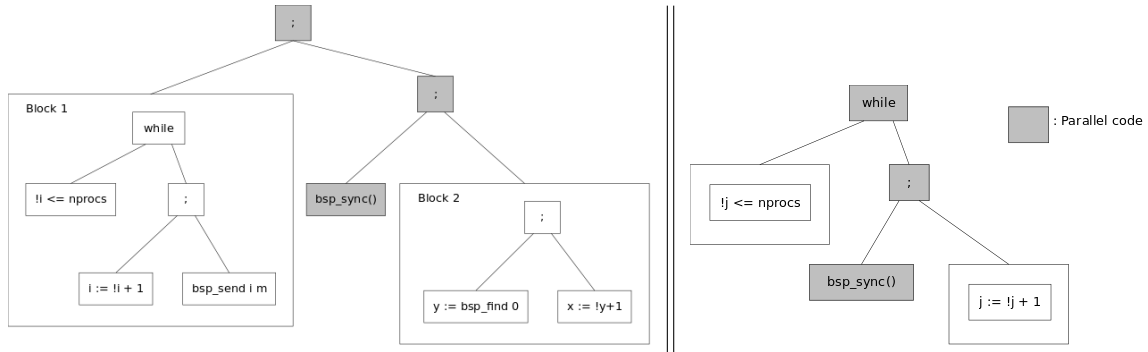 ;
;
Block 1
while
!i <= nprocs
;
i := !i + 1
bsp_send i m
bsp_sync()
Block 2
;
y := bsp_find 0
x := !y+1
while
: Parallel code
!j <= nprocs
;
bsp_sync()
j := !j + 1